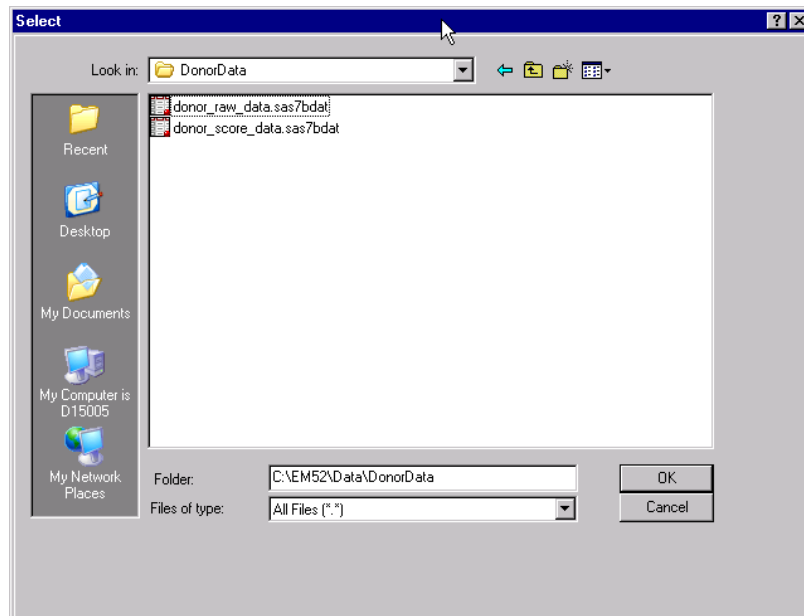 Select
Look in: DonorData
donor_raw_data.sas7bdat
donor_score_data.sas7bdat
Recent
Desktop
My Documents
My Computer is
D15005
My Network
Places
Folder: C:\EM52\Data\DonorData OK
Files of type: All Files (*.*) Cancel